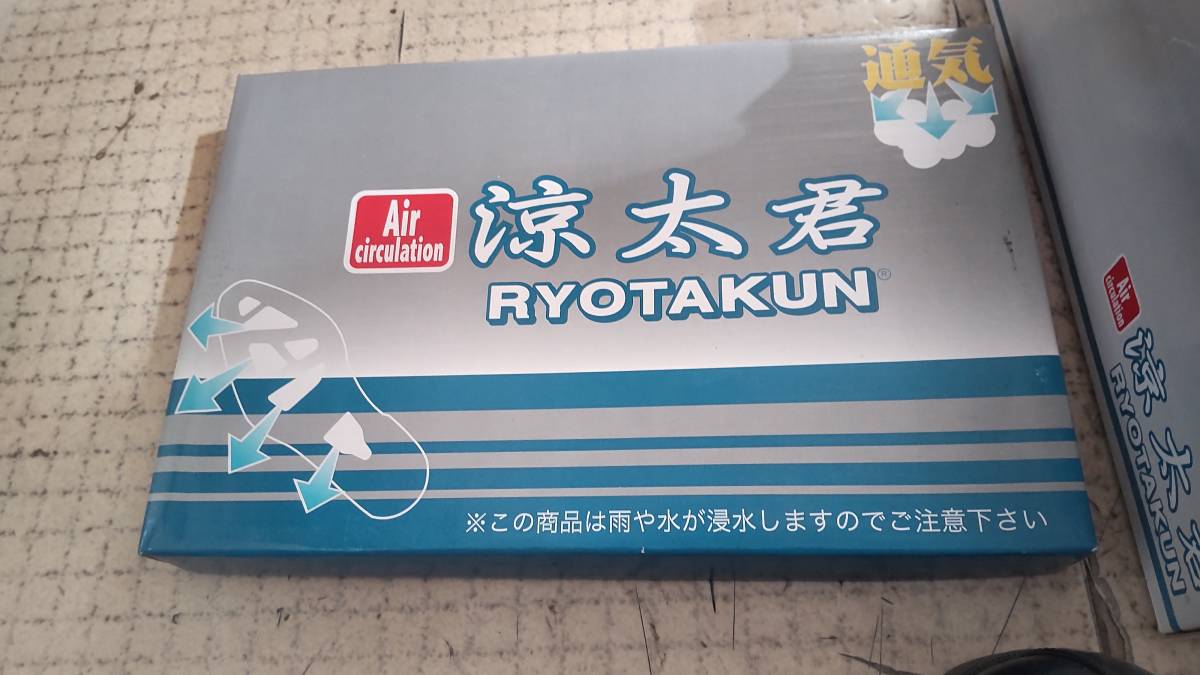 通気
Air
circulation
涼太君
RYOTAKUN®
※この商品は雨や水が浸水しますのでご注意下さい
Air
circulation
涼太君
RYOTAKUN